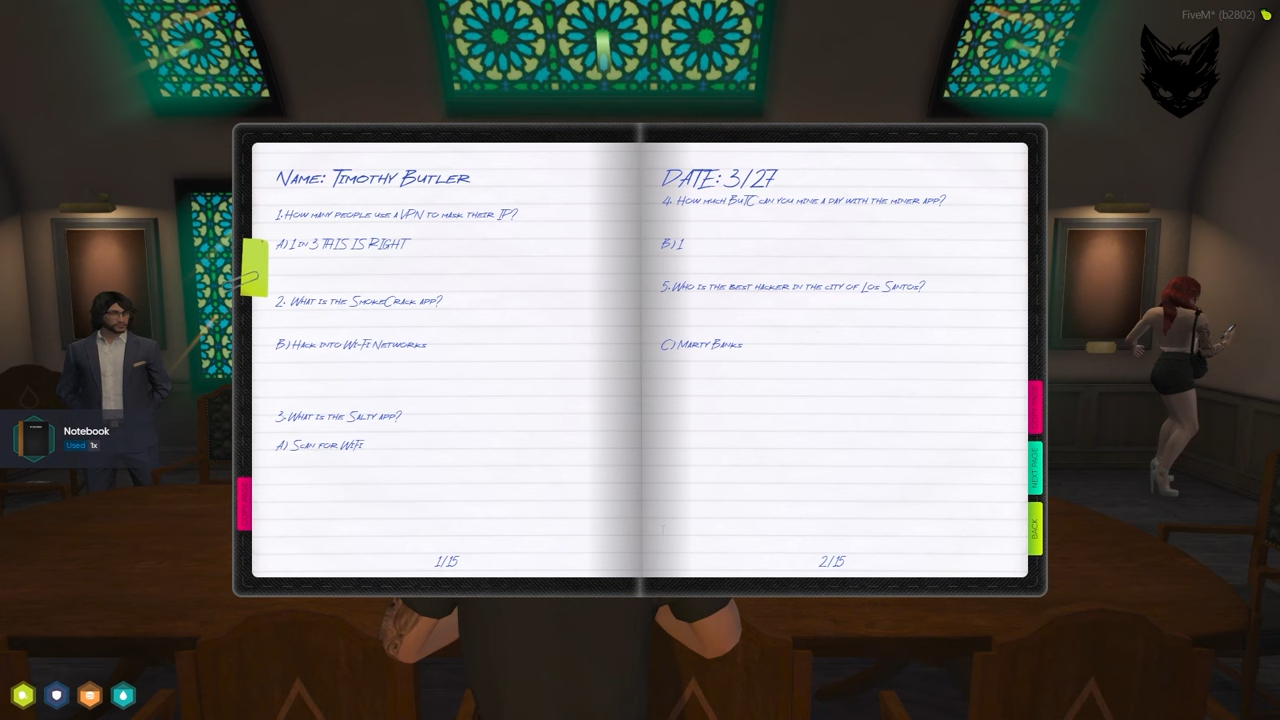 FiveM* (b2802)
Name: Timothy Butler
1. How many people use a VPN to mask their IP?
A) 1 in 3 THIS IS RIGHT
2. What is the SmokeCrack app?
B) Hack into Wi-Fi Networks
3. What is the Salty app?
A) Scan for WiFi
1/15
DATE: 3/27
4. How much BuTC can you mine a day with the miner app?
B) 1
5. Who is the best hacker in the city of Los Santos?
C) Marty Banks
2/15
NEXT PAGE
BACK
Notebook
Used 1x